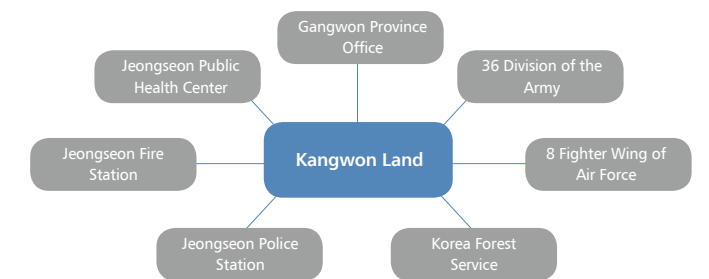 Gangwon Province
Office
Jeongseon Public
Health Center
36 Division of the
Army
Jeongseon Fire
Station
Kangwon Land
8 Fighter Wing of
Air Force
Jeongseon Police
Station
Korea Forest
Service